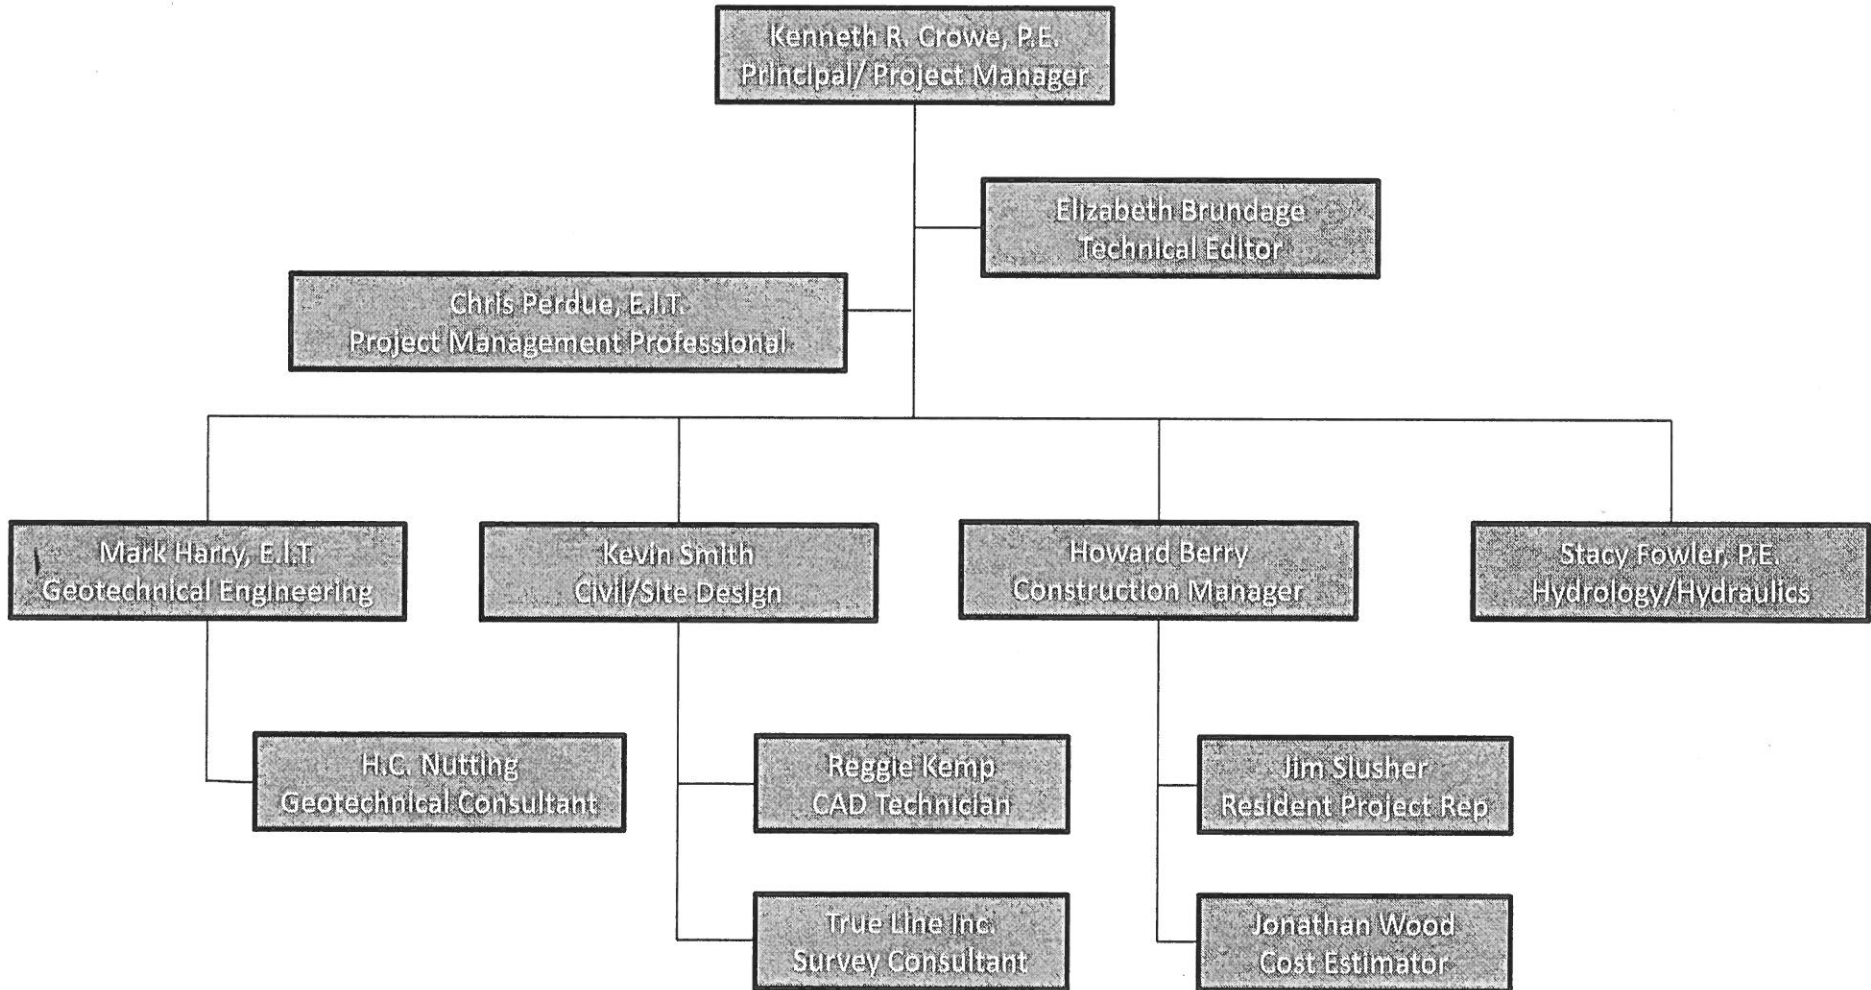 Kenneth R. Crowe, P.E.
Principal/ Project Manager
Elizabeth Brundage
Technical Editor
Chris Perdue, E.I.T.
Project Management Professional
Mark Harry, E.I.T.
Geotechnical Engineering
Kevin Smith
Civil/Site Design
Howard Berry
Construction Manager
Stacy Fowler, P.E.
Hydrology/Hydraulics
H.C. Nutting
Geotechnical Consultant
Reggie Kemp
CAD Technician
Jim Slusher
Resident Project Rep
True Line Inc.
Survey Consultant
Jonathan Wood
Cost Estimator